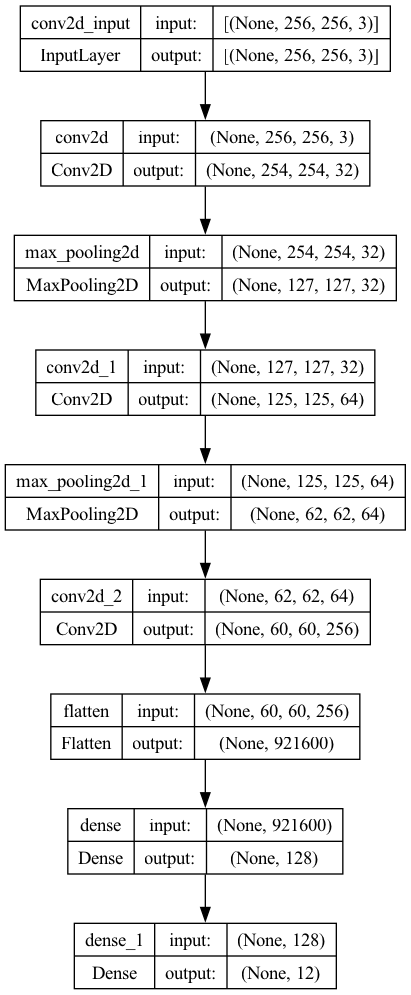 conv2d_input input: [(None, 256, 256, 3)]
InputLayer output: [(None, 256, 256, 3)]
conv2d input: (None, 256, 256, 3)
Conv2D output: (None, 254, 254, 32)
max_pooling2d input: (None, 254, 254, 32)
MaxPooling2D output: (None, 127, 127, 32)
conv2d_1 input: (None, 127, 127, 32)
Conv2D output: (None, 125, 125, 64)
max_pooling2d_1 input: (None, 125, 125, 64)
MaxPooling2D output: (None, 62, 62, 64)
conv2d_2 input: (None, 62, 62, 64)
Conv2D output: (None, 60, 60, 256)
flatten input: (None, 60, 60, 256)
Flatten output: (None, 921600)
dense input: (None, 921600)
Dense output: (None, 128)
dense_1 input: (None, 128)
Dense output: (None, 12)